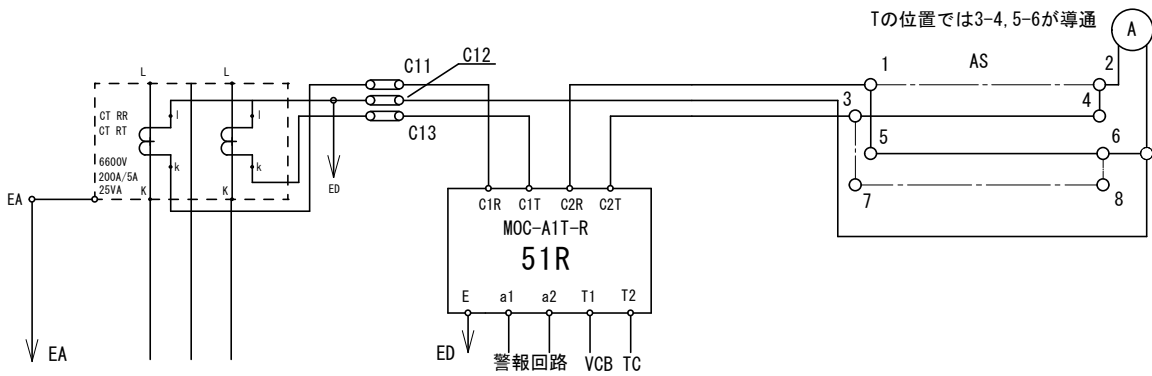 Tの位置では3-4,5-6が導通
A
C12
C11
AS
1
2
L
L
3
4
l
l
CT RR
CT RT
C13
5
6
6600V
200A/5A
25VA
k
k
ED
7
8
K
K
EA
C1R
C1T
C2R
C2T
MOC-A1T-R
51R
E
a1
a2
T1
T2
EA
ED
警報回路
VCB
TC